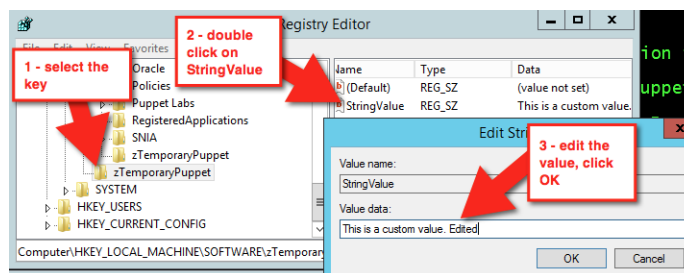 Registry Editor
File Edit View Favorites
1 - select the
key
2 - double
click on
StringValue
Oracle
Policies
Puppet Labs
RegisteredApplications
SNIA
zTemporaryPuppet
zTemporaryPuppet
SYSTEM
HKEY_USERS
HKEY_CURRENT_CONFIG
Name Type Data
(Default) REG_SZ (value not set)
StringValue REG_SZ This is a custom value.
Computer\HKEY_LOCAL_MACHINE\SOFTWARE\zTemporar
ion
uppe
Edit Str
3 - edit the
value, click
OK
Value name:
StringValue
Value data:
This is a custom value. Edited
OK Cancel